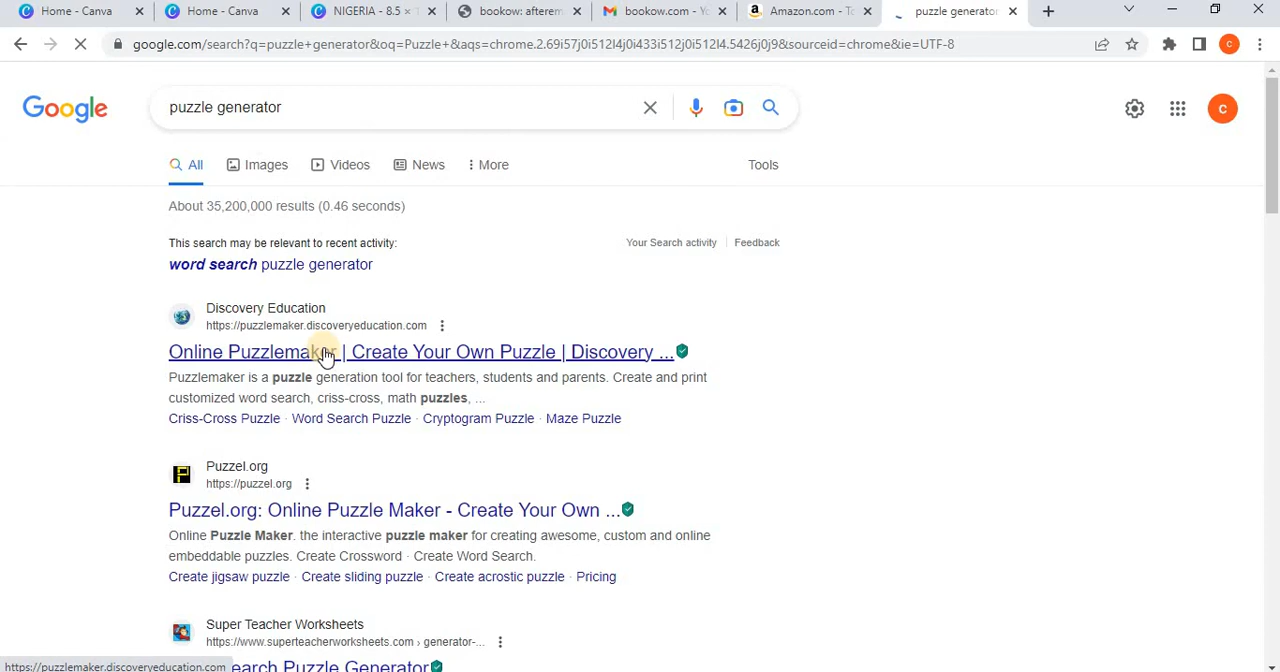 Home - Canva
Home - Canva
NIGERIA - 8.5 ×
bookow: afterem
bookow.com - Yo
Amazon.com - To
puzzle generator
google.com/search?q=puzzle+generator&oq=Puzzle+&aqs=chrome.2.69i57j0i512l4j0i433i512j0i512l4.5426j0j9&sourceid=chrome&ie=UTF-8
C
Google
puzzle generator
C
All
Images
Videos
News
More
Tools
About 35,200,000 results (0.46 seconds)
This search may be relevant to recent activity:
Your Search activity
Feedback
word search puzzle generator
Discovery Education
https://puzzlemaker.discoveryeducation.com
Online Puzzlemaker | Create Your Own Puzzle | Discovery ...
Puzzlemaker is a puzzle generation tool for teachers, students and parents. Create and print
customized word search, criss-cross, math puzzles, ...
Criss-Cross Puzzle · Word Search Puzzle · Cryptogram Puzzle · Maze Puzzle
Puzzel.org
https://puzzel.org
Puzzel.org: Online Puzzle Maker - Create Your Own ...
Online Puzzle Maker. the interactive puzzle maker for creating awesome, custom and online
embeddable puzzles. Create Crossword · Create Word Search.
Create jigsaw puzzle · Create sliding puzzle · Create acrostic puzzle · Pricing
Super Teacher Worksheets
https://www.superteacherworksheets.com › generator-...
earch Puzzle Generator
https://puzzlemaker.discoveryeducation.com